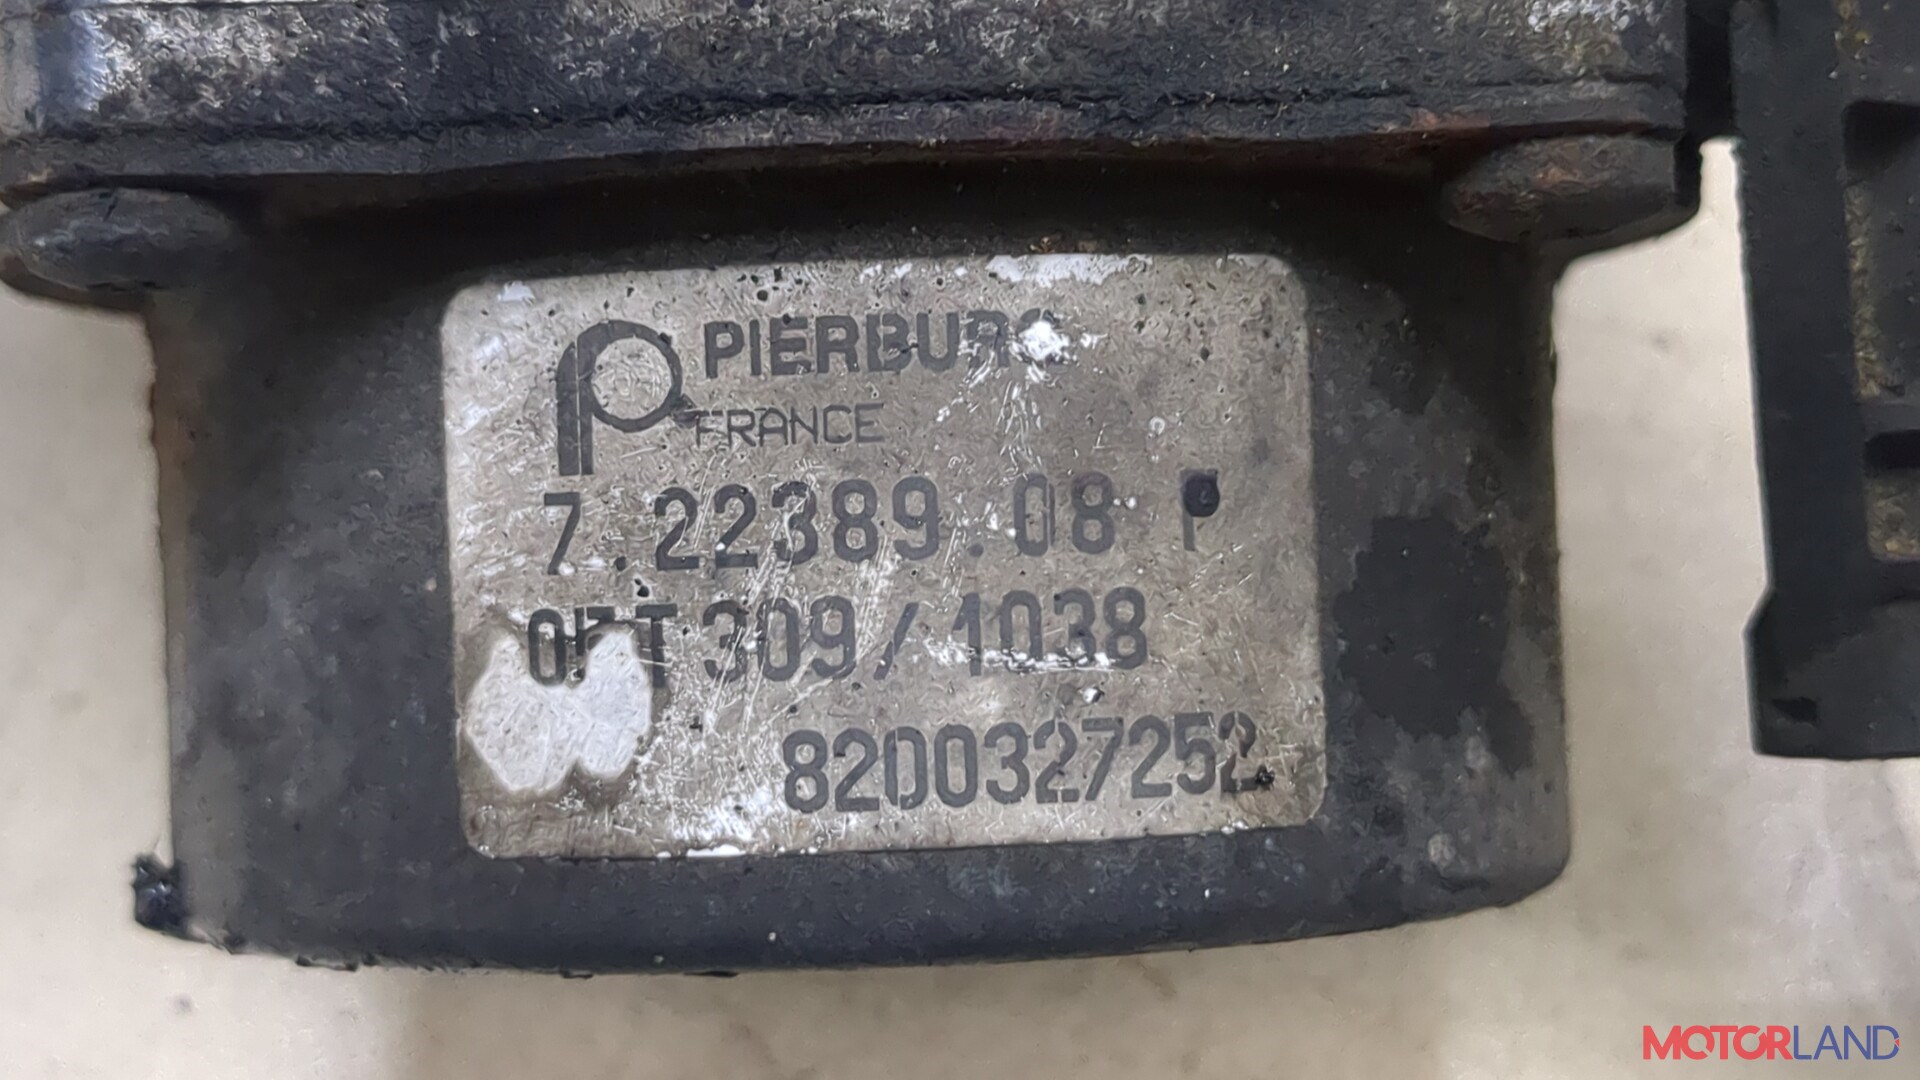 PIERBURG
FRANCE
7.22389.08 P
309/1038
8200327252
MOTORLAND